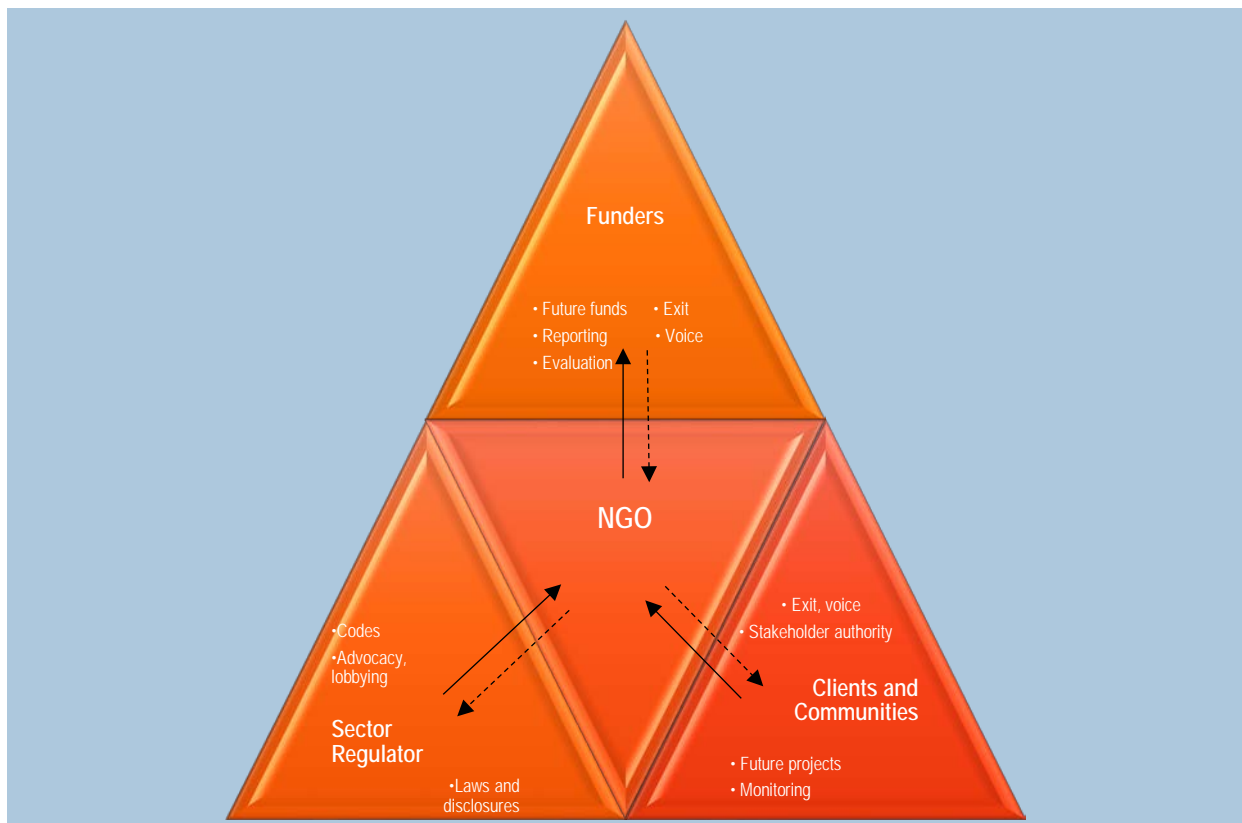 Funders
• Future funds
• Exit
• Reporting
• Voice
• Evaluation
NGO
• Exit, voice
• Stakeholder authority
•Codes
•Advocacy,
lobbying
Clients and
Communities
Sector
Regulator
• Future projects
• Monitoring
•Laws and
disclosures